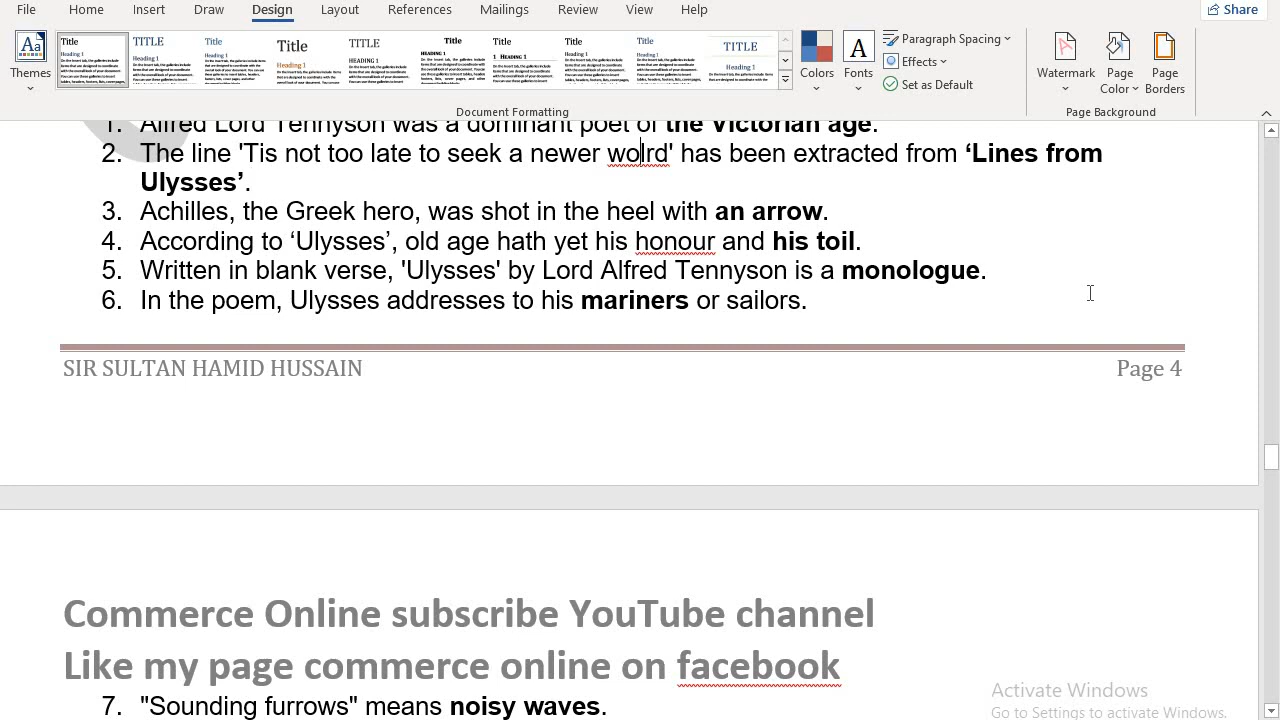 File Home Insert Draw Design Layout References Mailings Review View Help Share
Themes Colors Fonts Paragraph Spacing Effects Set as Default Watermark Page Color Page Borders
Document Formatting Page Background
1. Alfred Lord Tennyson was a dominant poet of the Victorian age.
2. The line 'Tis not too late to seek a newer wolrd' has been extracted from ‘Lines from
Ulysses’.
3. Achilles, the Greek hero, was shot in the heel with an arrow.
4. According to ‘Ulysses’, old age hath yet his honour and his toil.
5. Written in blank verse, 'Ulysses' by Lord Alfred Tennyson is a monologue.
6. In the poem, Ulysses addresses to his mariners or sailors.
SIR SULTAN HAMID HUSSAIN Page 4
Commerce Online subscribe YouTube channel
Like my page commerce online on facebook
7. "Sounding furrows" means noisy waves.
Activate Windows
Go to Settings to activate Windows.